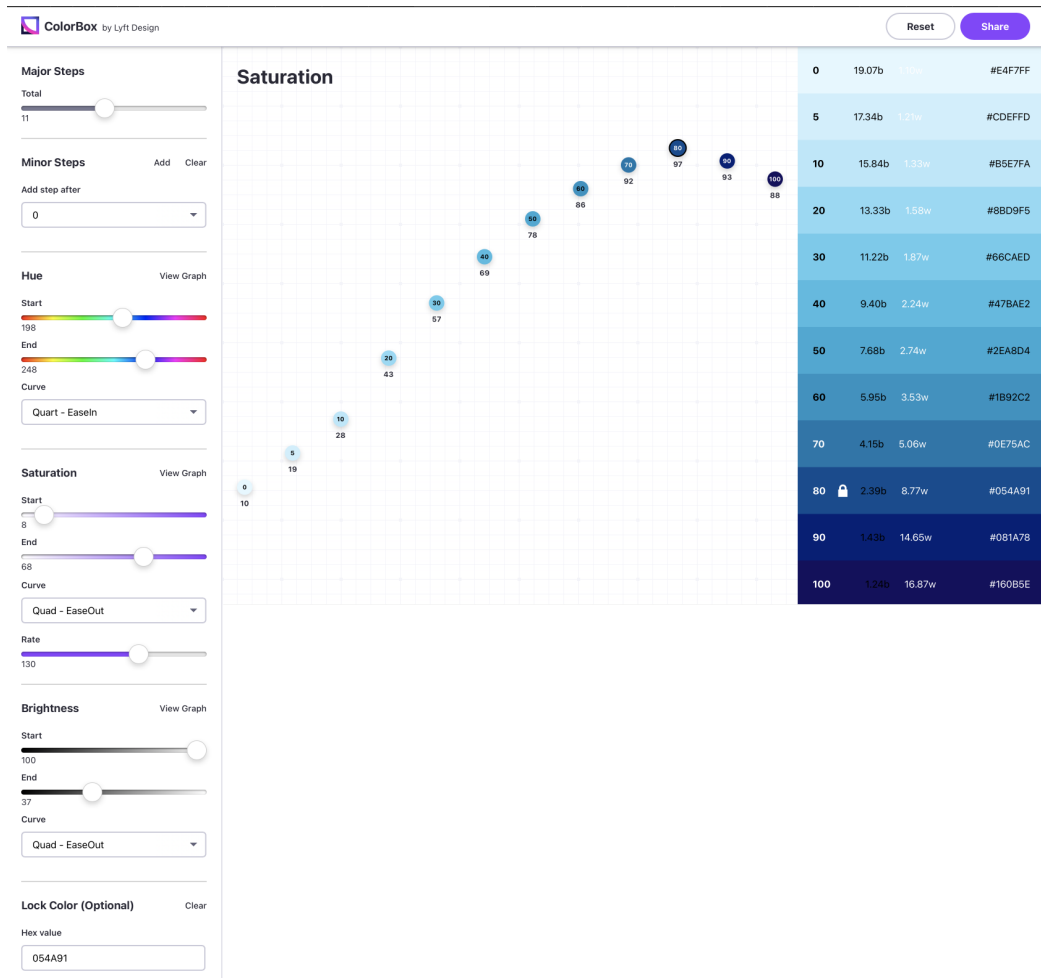 ColorBox by Lyft Design
Reset
Share
Major Steps
Total
11
Minor Steps Add Clear
Add step after
0
Hue View Graph
Start
198
End
248
Curve
Quart - EaseIn
Saturation View Graph
Start
8
End
68
Curve
Quad - EaseOut
Rate
130
Brightness View Graph
Start
100
End
37
Curve
Quad - EaseOut
Lock Color (Optional) Clear
Hex value
054A91
Saturation
0
10
5
19
10
28
20
43
30
57
40
69
50
78
60
86
70
92
80
97
90
93
100
88
0 19.07b #E4F7FF
5 17.34b 1.21w #CDEFFD
10 15.84b 1.33w #B5E7FA
20 13.33b 1.58w #8BD9F5
30 11.22b 1.87w #66CAED
40 9.40b 2.24w #47BAE2
50 7.68b 2.74w #2EA8D4
60 5.95b 3.53w #1B92C2
70 4.15b 5.06w #0E75AC
80 2.39b 8.77w #054A91
90 1.43b 14.65w #081A78
100 1.24b 16.87w #160B5E